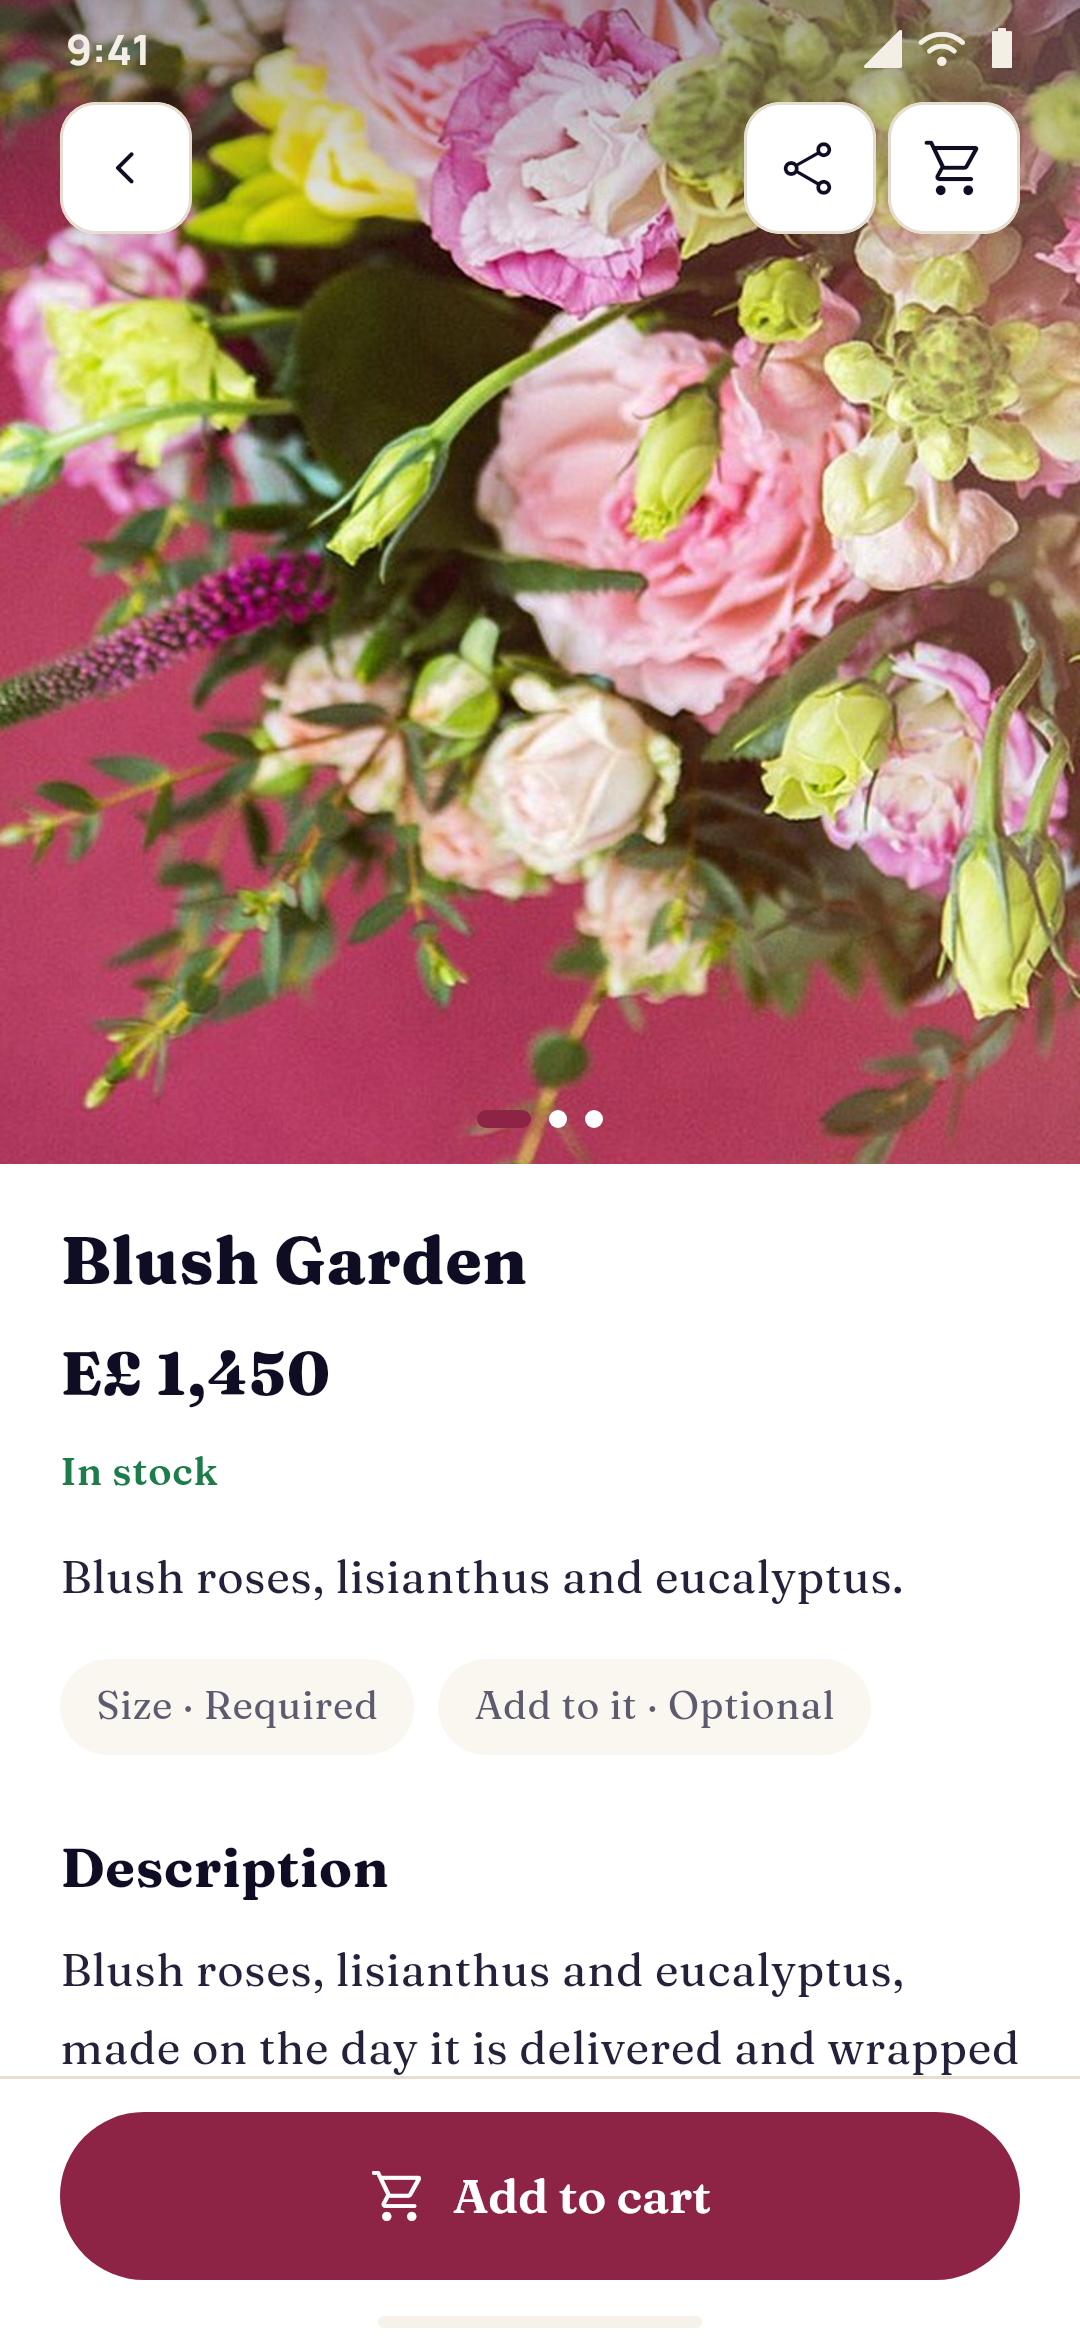 9:41
Blush Garden
E£ 1,450
In stock
Blush roses, lisianthus and eucalyptus.
Size · Required
Add to it · Optional
Description
Blush roses, lisianthus and eucalyptus,
made on the day it is delivered and wrapped
Add to cart